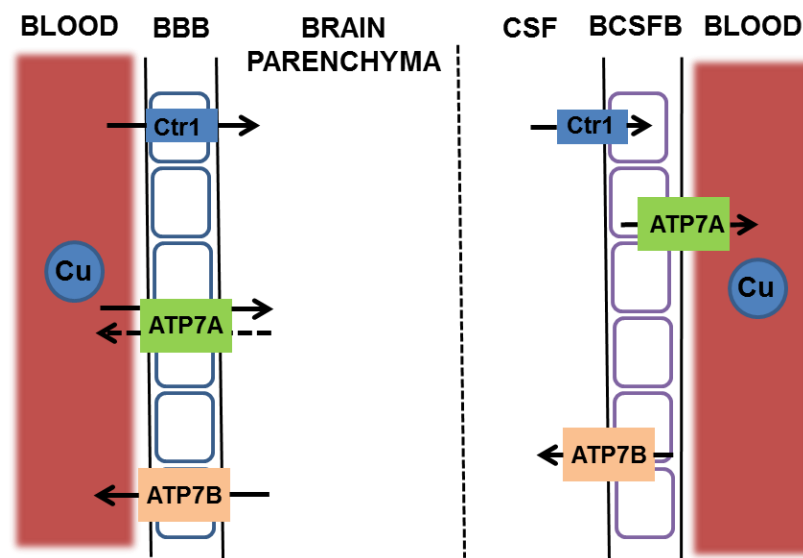 BLOOD BBB BRAIN PARENCHYMA CSF BCSFB BLOOD
Ctr1
Ctr1
ATP7A
Cu
Cu
ATP7A
ATP7B
ATP7B